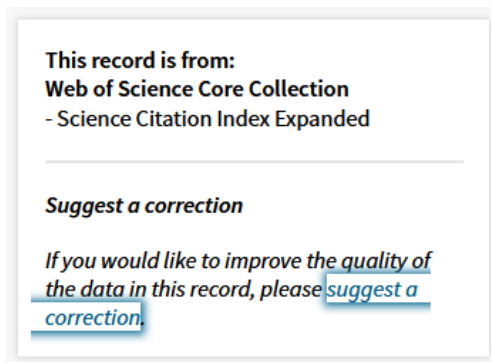 This record is from:
Web of Science Core Collection
- Science Citation Index Expanded
Suggest a correction
If you would like to improve the quality of
the data in this record, please suggest a
correction.